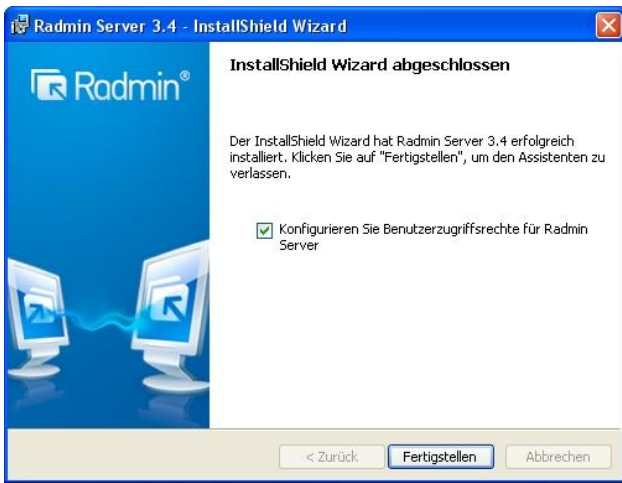 Radmin Server 3.4 - InstallShield Wizard
Radmin®
InstallShield Wizard abgeschlossen
Der InstallShield Wizard hat Radmin Server 3.4 erfolgreich
installiert. Klicken Sie auf "Fertigstellen", um den Assistenten zu
verlassen.
Konfigurieren Sie Benutzerzugriffsrechte für Radmin
Server
< Zurück
Fertigstellen
Abbrechen